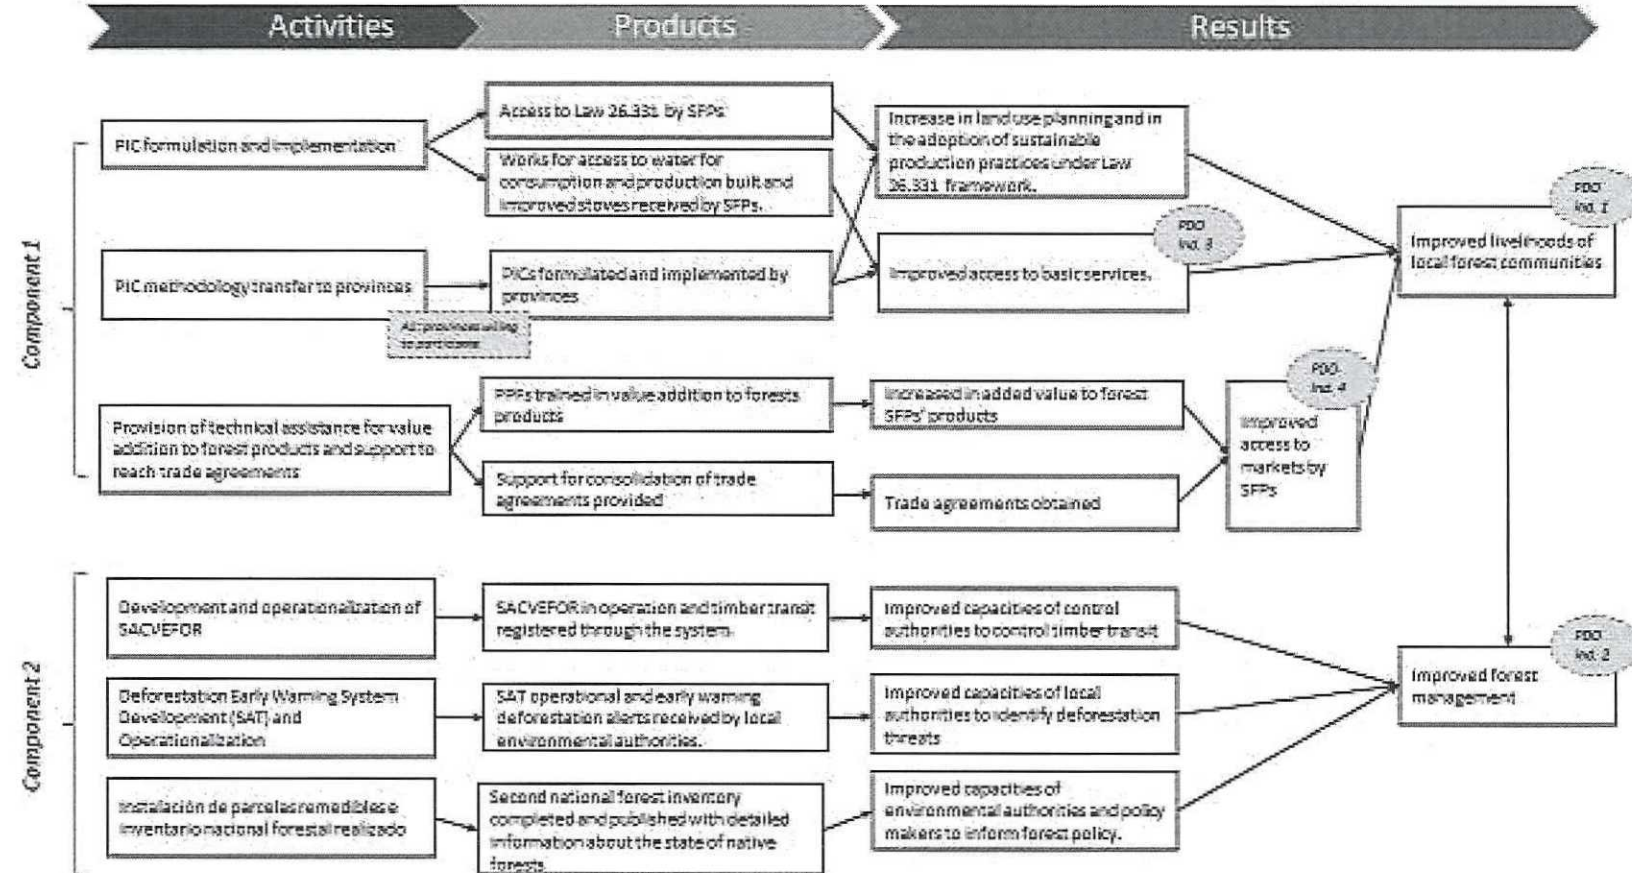 Activities
Products
Results
Component 1
PIC formulation and implementation
Access to Law 26.331 by SFPs
Works for access to water for
consumption and production built and
improved stoves received by SFPs.
Increase in land use planning and in
the adoption of sustainable
production practices under Law
26.331 framework.
PIC methodology transfer to provinces
PICs formulated and implemented by
provinces
Improved access to basic services.
PDO
Ind. 3
Improved livelihoods of
local forest communities
PDO
Ind. 1
provinces willing
to participate
Provision of technical assistance for value
addition to forest products and support to
reach trade agreements
PPFs trained in value addition to forests
products
Support for consolidation of trade
agreements provided
Increased in added value to forest
SFPs' products
Trade agreements obtained
Improved
access to
markets by
SFPs
PDO
Ind. 4
Component 2
Development and operationalization of
SACVEFOR
SACVEFOR in operation and timber transit
registered through the system.
Improved capacities of control
authorities to control timber transit
Deforestation Early Warning System
Development (SAT) and
Operationalization
SAT operational and early warning
deforestation alerts received by local
environmental authorities.
Improved capacities of local
authorities to identify deforestation
threats
Improved forest
management
PDO
Ind. 2
Instalación de parcelas remedibles e
inventario nacional forestal realizado
Second national forest inventory
completed and published with detailed
information about the state of native
forests
Improved capacities of
environmental authorities and policy
makers to inform forest policy.